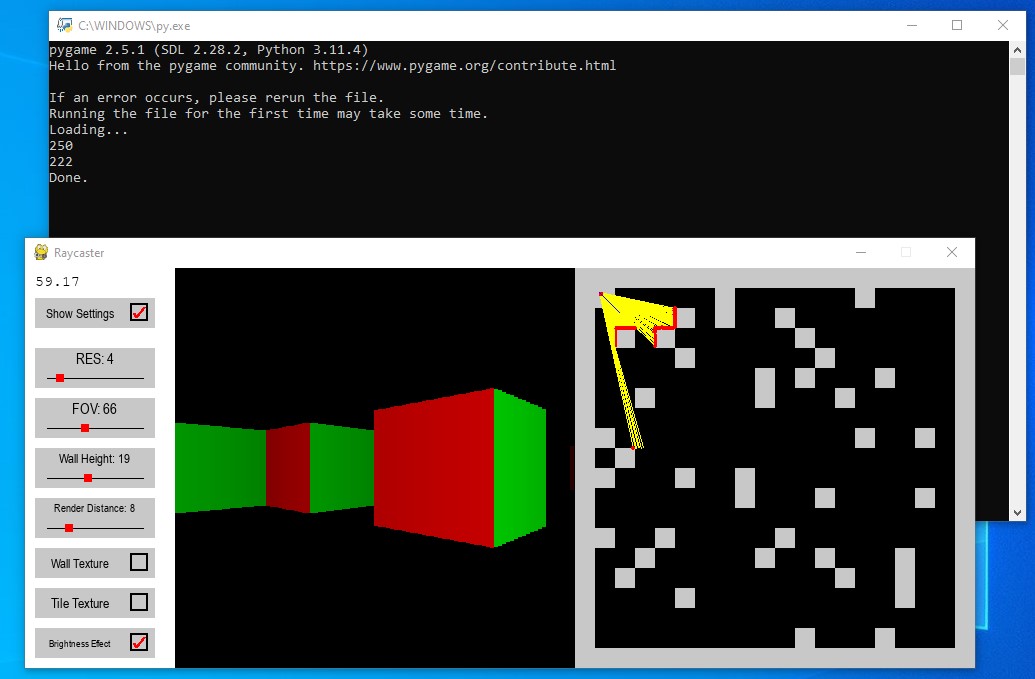 C:\WINDOWS\py.exe
pygame 2.5.1 (SDL 2.28.2, Python 3.11.4)
Hello from the pygame community. https://www.pygame.org/contribute.html
If an error occurs, please rerun the file.
Running the file for the first time may take some time.
Loading...
250
222
Done.
Raycaster
59.17
Show Settings
RES: 4
FOV: 66
Wall Height: 19
Render Distance: 8
Wall Texture
Tile Texture
Brightness Effect